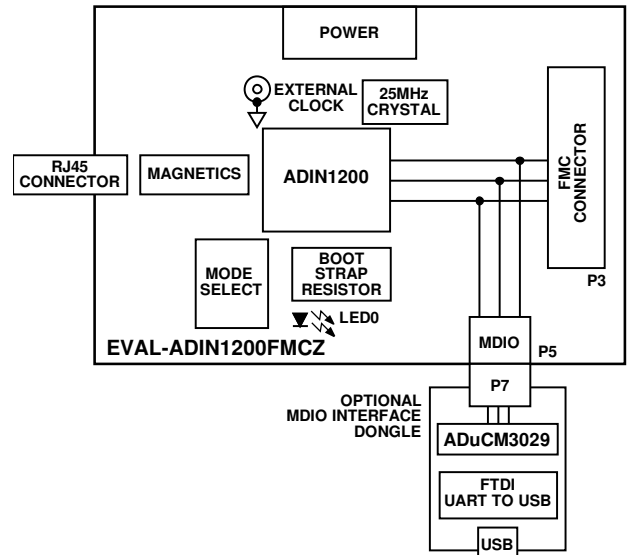 POWER
EXTERNAL
CLOCK
25MHz
CRYSTAL
RJ45
CONNECTOR
MAGNETICS
ADIN1200
FMC
CONNECTOR
MODE
SELECT
BOOT
STRAP
RESISTOR
P3
LED0
EVAL-ADIN1200FMCZ
MDIO
P5
P7
OPTIONAL
MDIO INTERFACE
DONGLE
ADuCM3029
FTDI
UART TO USB
USB